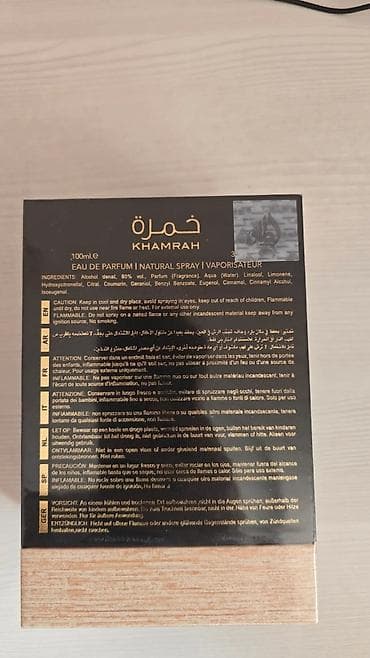 خمرة
KHAMRAH
100ml.℮ 3
EAU DE PARFUM | NATURAL SPRAY | VAPORISATEUR
INGREDIENTS: Alcohol denat, 80% vol., Parfum (Fragrance), Aqua (Water), Linalool, Limonene,
Hydroxycitronellal, Citral, Coumarin, Geraniol, Benzyl Benzoate, Eugenol, Cinnamal, Cinnamyl Alcohol,
Isoeugenol.
EN
CAUTION: Keep in cool and dry place, avoid spraying in eyes, keep out of reach of children. Flammable
until dry, do not use near fire flame or heat. For external use only.
FLAMMABLE: Do not spray on a naked flame or any other incandescent material keep away from any
ignition source, No smoking.
AR
FR
ATTENTION: Conserver dans un endroit frais et sec, éviter de vaporiser dans les yeux, tenir hors de portée
des enfants, inflammable jusqu'à ne qu'il soit sec, ne pas utiliser à proximité d'un feu ou d'une source de
chaleur. Pour usage externe uniquement.
INFLAMMABLE: Ne pas vaporiser sur une flamme nue ou sur tout autre matériau incandescent, tenir à
l'écart de toute source d'inflammation, Ne pas fumer.
IT
ATTENZIONE: Conservare in luogo fresco e asciutto, evitare di spruzzare negli occhi, tenere fuori dalla
portata dei bambini, infiammabile fino a secco, non utilizzare vicino a fiamme o fonti di calore. Solo per uso
esterno.
INFLAMMABLE: non spruzzare su una fiamma libera o su qualsiasi altro materiale incandescente,
lontano da qualsiasi fonte di accensione, non fumare.
NL
LET OP: Bewaar op een koele en droge plaats, vermijd sproeien in de ogen, buiten het bereik van kinderen
houden. Ontvlambaar tot het droog is, niet gebruiken in de buurt van vuur, vlammen of hitte. Alleen voor
uitwendig gebruik.
ONTVLAMBAAR: Niet in een open vlam of ander gloeiend materiaal spuiten. Blijf uit de buurt van
ontstekingsbronnen. Niet roken.
SP
PRECAUCIÓN: Mantener en un lugar fresco y seco, evitar rociar en los ojos, mantener fuera del alcance
de los niños, inflamable hasta que se seque, no usar cerca de llamas o calor. Sólo para uso externo.
INFLAMABLE: No rocíe sobre una llama desnuda o cualquier otro material incandescente manténgase
alejado de cualquier fuente de ignición, No fumar
GER
VORSICHT: An einem kühlen und trockenen Ort aufbewahren, nicht in die Augen sprühen, außerhalb der
Reichweite von Kindern aufbewahren. Bis zum Trocknen brennbar, nicht in der Nähe von Feuer oder Hitze
verwenden. Nur für äußere Anwendung.
ENTZÜNDLICH: Nicht auf offene Flamme oder andere glühende Gegenstände sprühen, von Zündquellen
fernhalten, nicht rauchen.